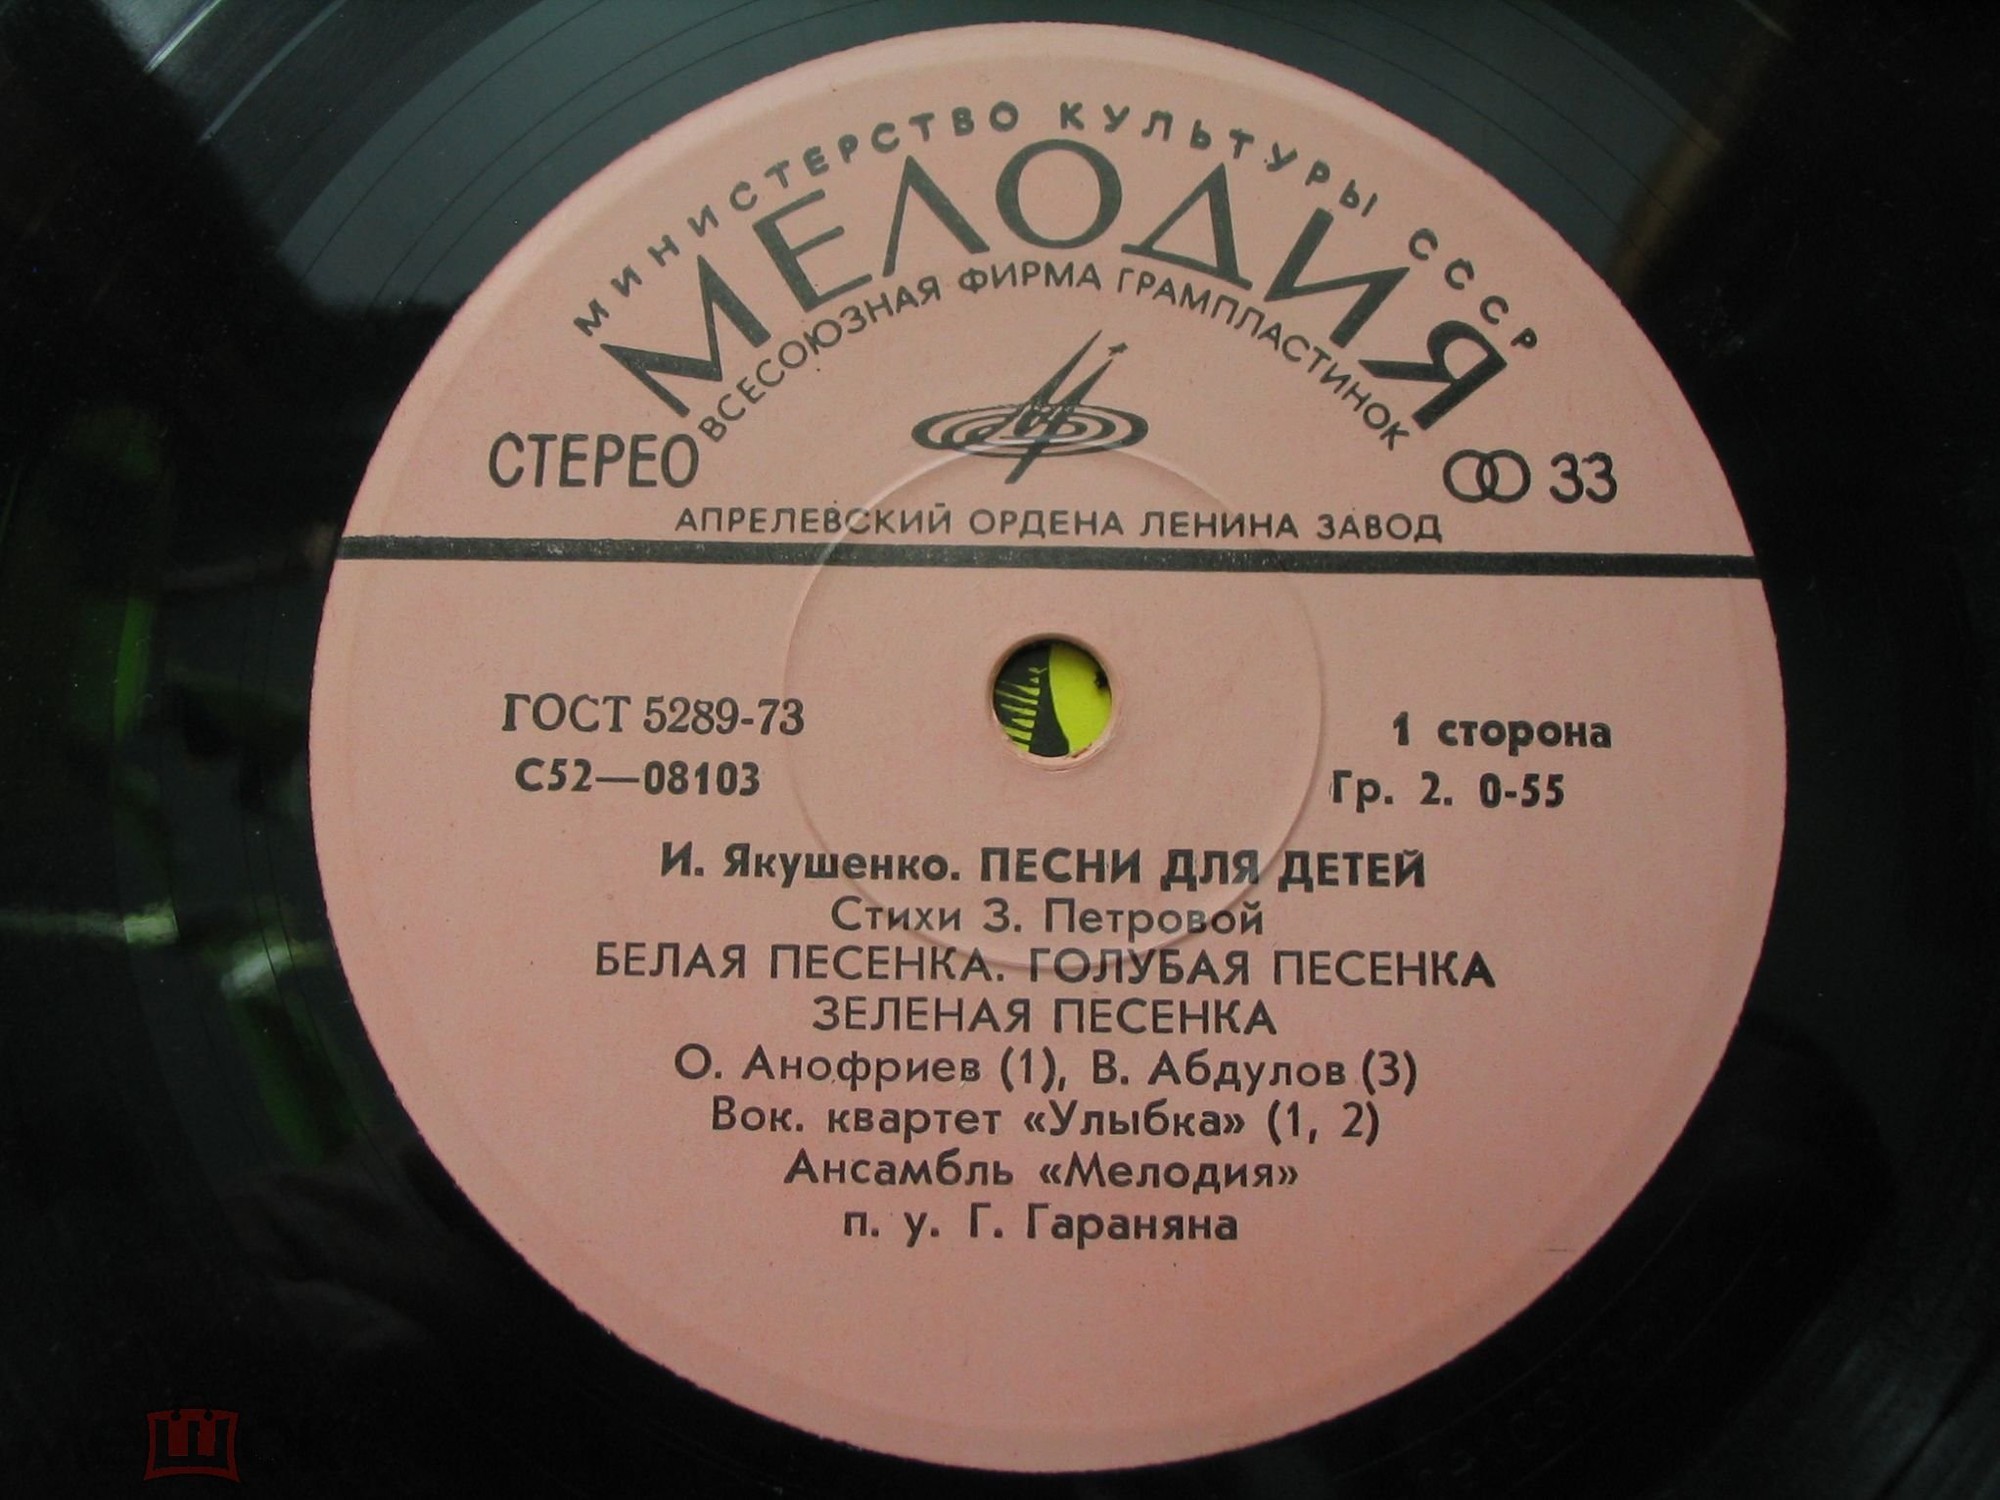 МИНИСТЕРСТВО КУЛЬТУРЫ СССР
МЕЛОДИЯ
ВСЕСОЮЗНАЯ ФИРМА ГРАМПЛАСТИНОК
СТЕРЕО
33
АПРЕЛЕВСКИЙ ОРДЕНА ЛЕНИНА ЗАВОД
ГОСТ 5289-73
С52—08103
1 сторона
Гр. 2. 0-55
И. Якушенко. ПЕСНИ ДЛЯ ДЕТЕЙ
Стихи З. Петровой
БЕЛАЯ ПЕСЕНКА. ГОЛУБАЯ ПЕСЕНКА
ЗЕЛЕНАЯ ПЕСЕНКА
О. Анофриев (1), В. Абдулов (3)
Вок. квартет «Улыбка» (1, 2)
Ансамбль «Мелодия»
п. у. Г. Гараняна